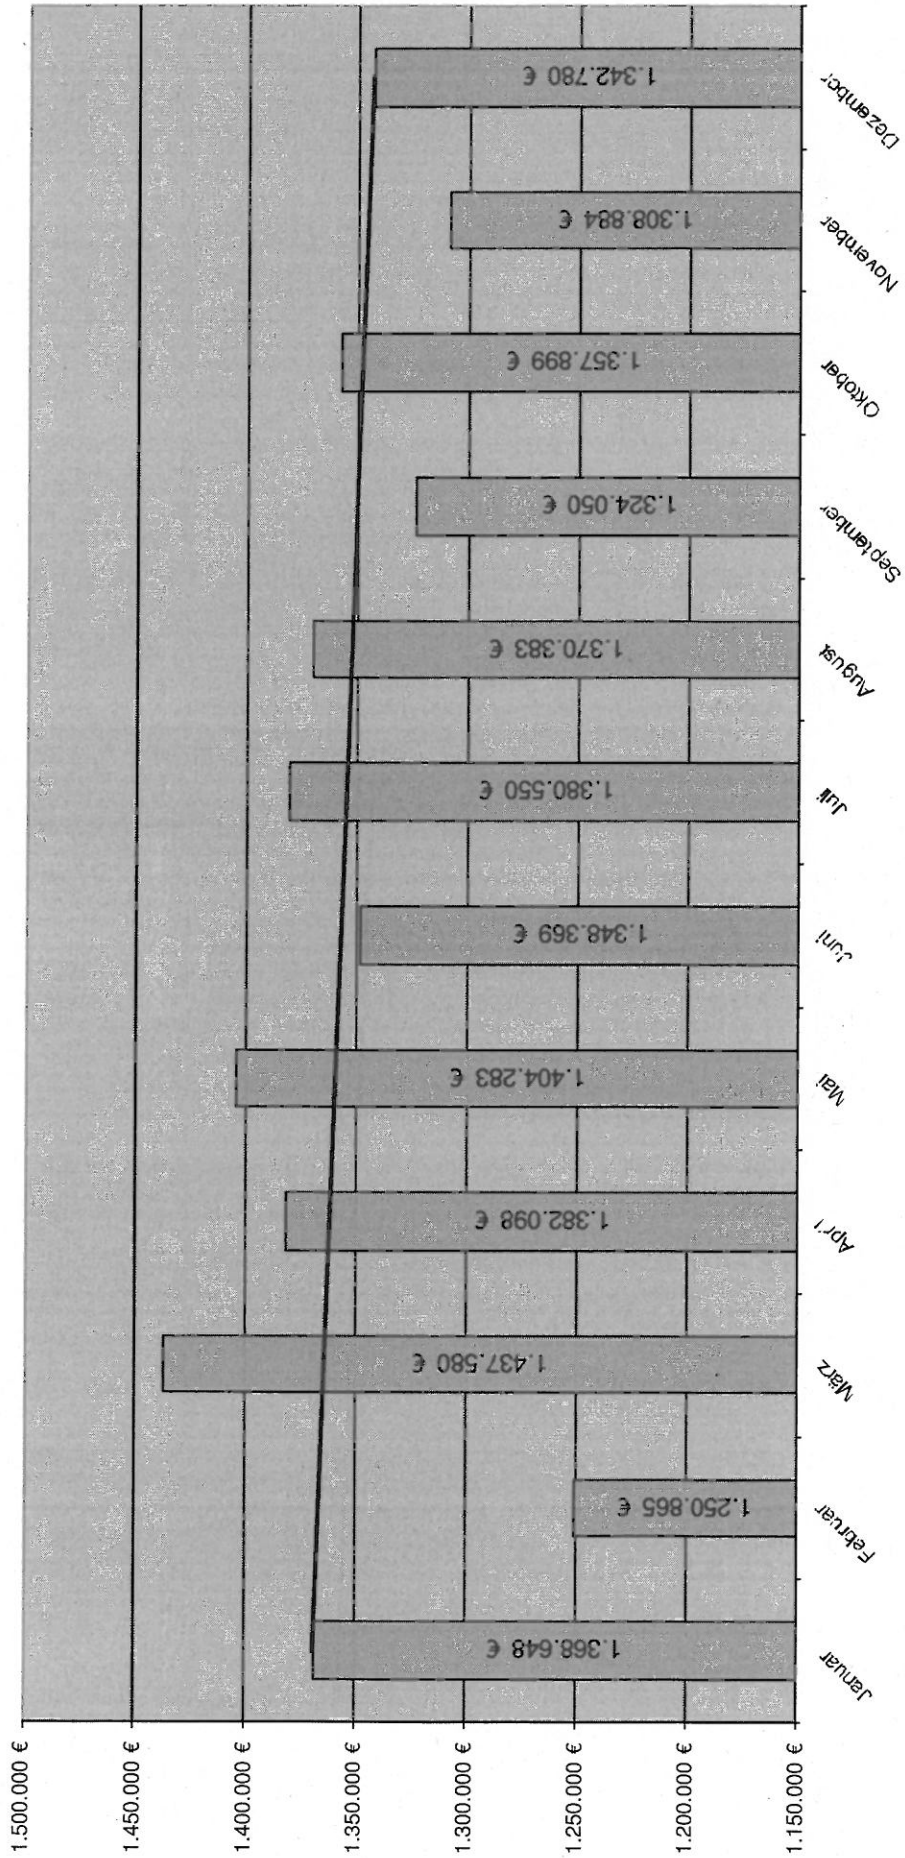 1.500.000 €
1.450.000 €
1.400.000 €
1.350.000 €
1.300.000 €
1.250.000 €
1.200.000 €
1.150.000 €
1.368.648 €
1.250.865 €
1.437.580 €
1.382.098 €
1.404.283 €
1.348.369 €
1.380.550 €
1.370.383 €
1.324.050 €
1.357.899 €
1.308.884 €
1.342.780 €
Januar
Februar
März
April
Mai
Juni
Juli
August
September
Oktober
November
Dezember